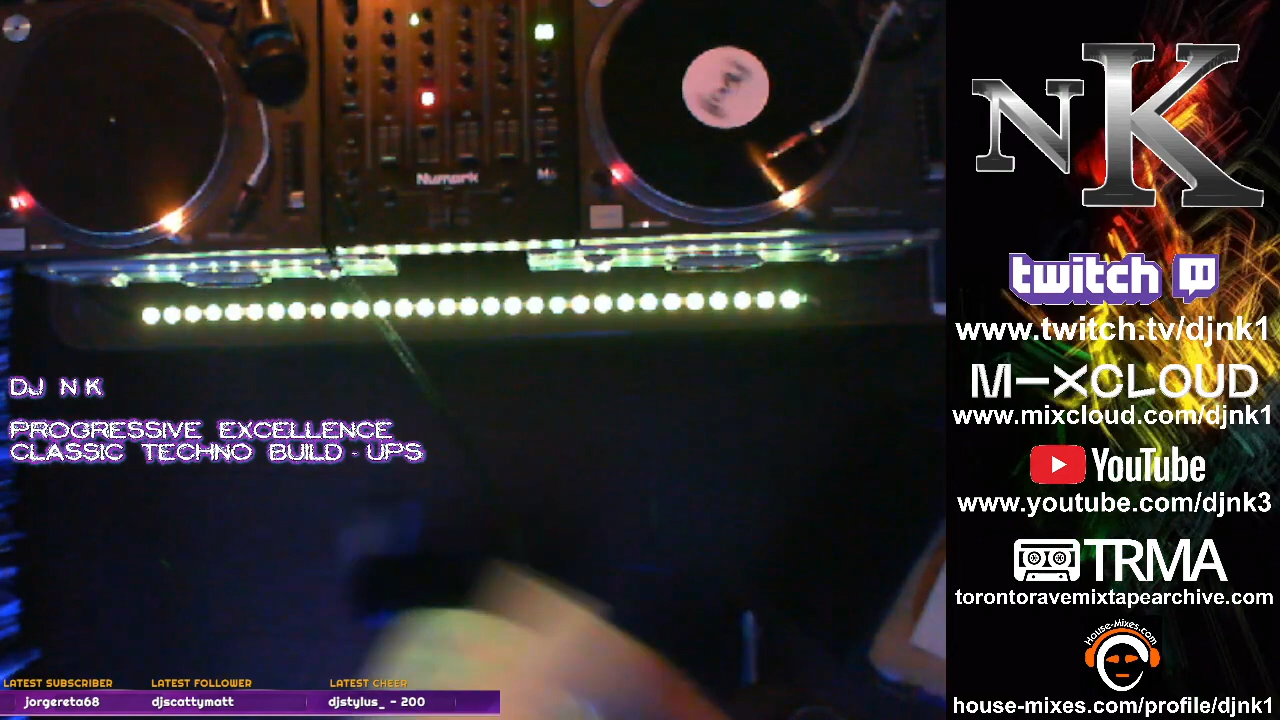 Numark
DJ NK
PROGRESSIVE EXCELLENCE
CLASSIC TECHNO BUILD-UPS
LATEST SUBSCRIBER
LATEST FOLLOWER
LATEST CHEER
jorgereta68
djscattymatt
djstylus_ - 200
NK
twitch
www.twitch.tv/djnk1
M-XCLOUD
www.mixcloud.com/djnk1
YouTube
www.youtube.com/djnk3
TRMA
torontoravemixtapearchive.com
House-Mixes.com
house-mixes.com/profile/djnk1